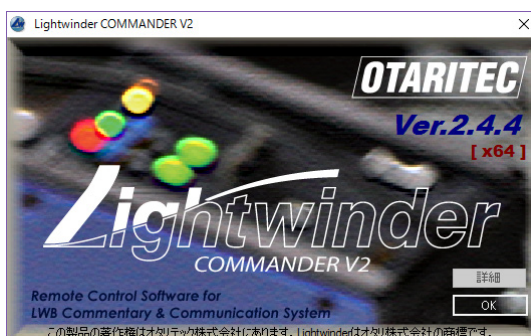 Lightwinder COMMANDER V2
OTARITEC
Ver.2.4.4
[ x64 ]
Lightwinder
COMMANDER V2
詳細
Remote Control Software for
LWB Commentary & Communication System
OK
この製品の著作権はオタリテック株式会社にあります。Lightwinderはオタリ株式会社の商標です。